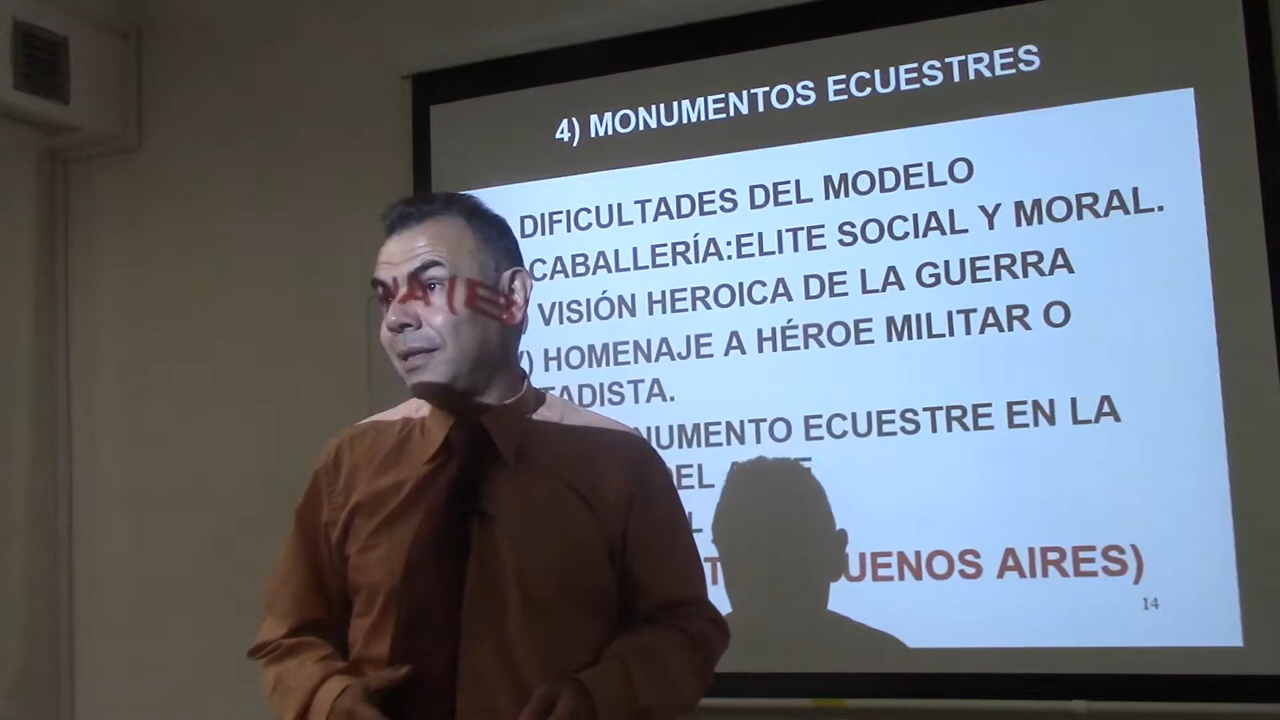 4) MONUMENTOS ECUESTRES
DIFICULTADES DEL MODELO
CABALLERÍA:ELITE SOCIAL Y MORAL.
) VISIÓN HEROICA DE LA GUERRA
) HOMENAJE A HÉROE MILITAR O
TADISTA.
NUMENTO ECUESTRE EN LA
DEL
UENOS AIRES)
14